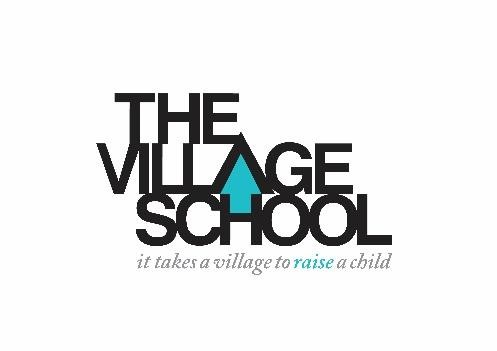 THE
VILLAGE
SCHOOL
it takes a village to raise a child